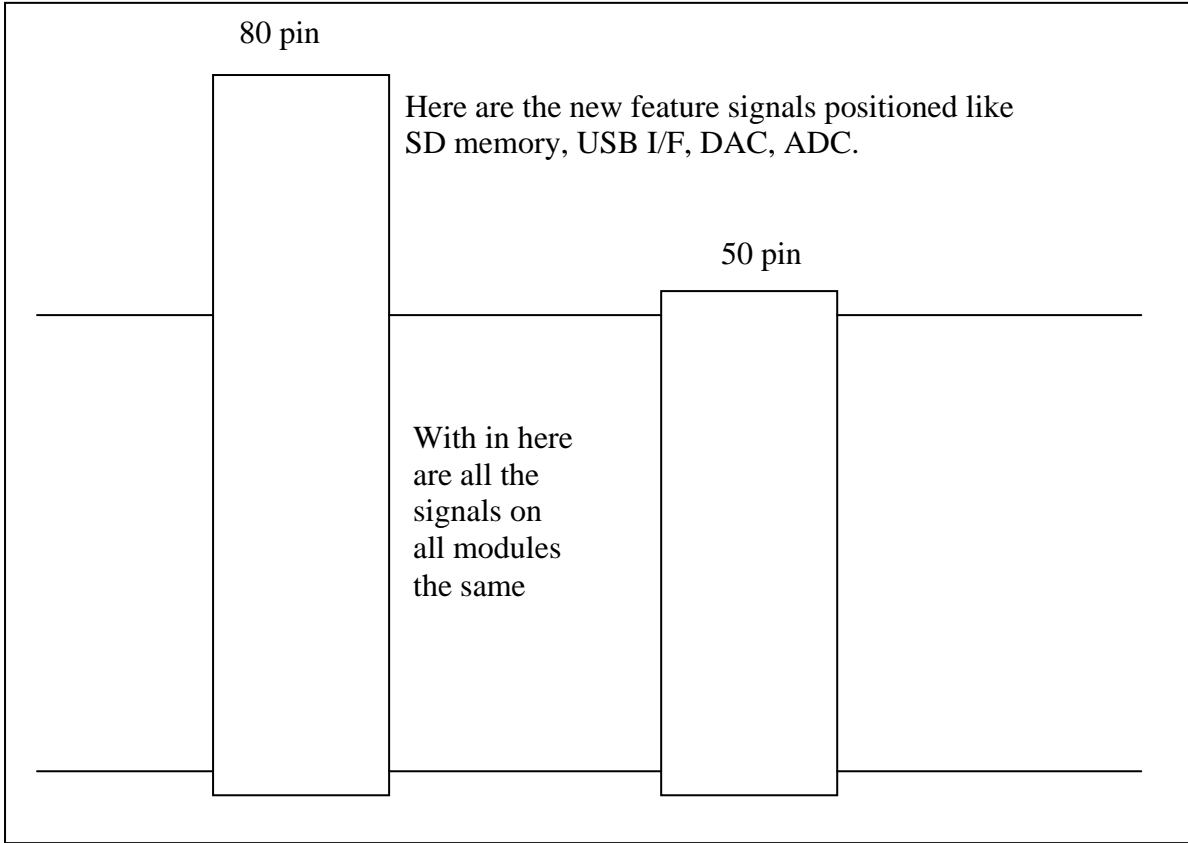 80 pin
Here are the new feature signals positioned like
SD memory, USB I/F, DAC, ADC.
50 pin
With in here
are all the
signals on
all modules
the same